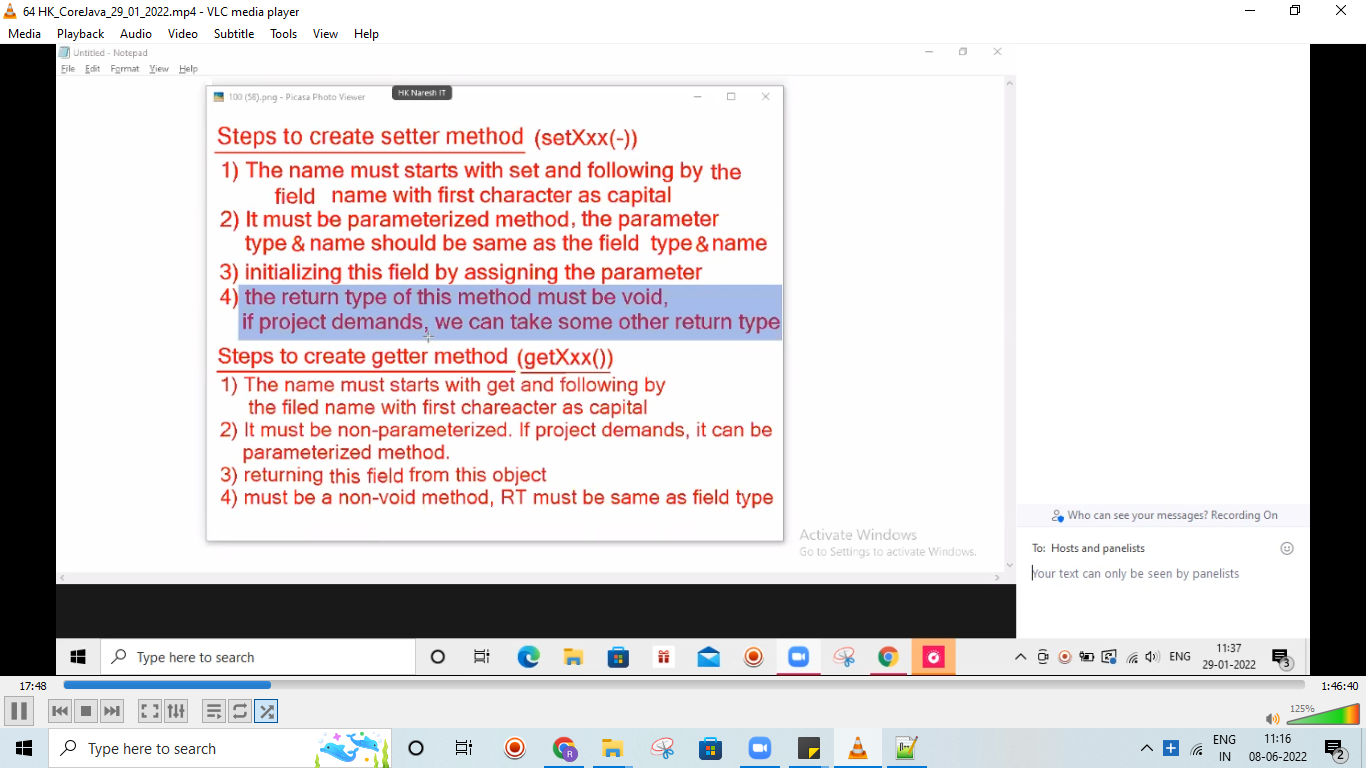 64 HK_CoreJava_29_01_2022.mp4 - VLC media player
Media Playback Audio Video Subtitle Tools View Help
Untitled - Notepad
File Edit Format View Help
100 (58).png - Picasa Photo Viewer
HK Naresh IT
Steps to create setter method (setXxx(-))
1) The name must starts with set and following by the
field name with first character as capital
2) It must be parameterized method, the parameter
type & name should be same as the field type & name
3) initializing this field by assigning the parameter
4) the return type of this method must be void,
if project demands, we can take some other return type
Steps to create getter method (getXxx())
1) The name must starts with get and following by
the filed name with first chareacter as capital
2) It must be non-parameterized. If project demands, it can be
parameterized method.
3) returning this field from this object
4) must be a non-void method, RT must be same as field type
Activate Windows
Go to Settings to activate Windows.
Who can see your messages? Recording On
To: Hosts and panelists
Your text can only be seen by panelists
Type here to search
ENG
11:37
29-01-2022
3
17:48
1:46:40
125%
Type here to search
R
ENG
IN
11:16
08-06-2022
2